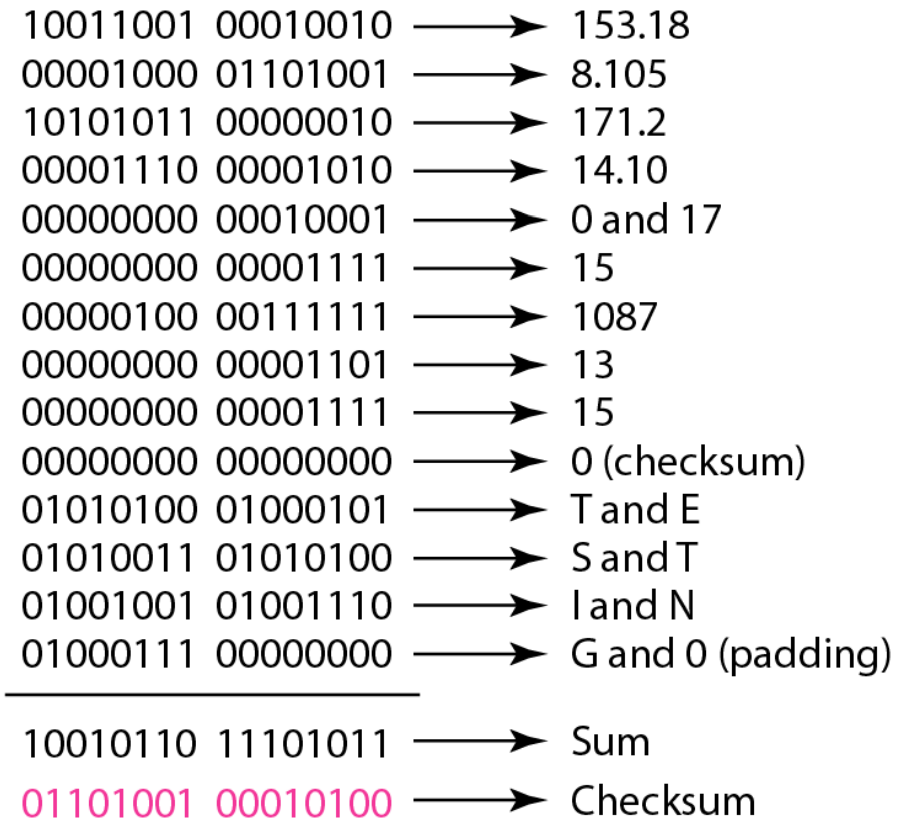 10011001 00010010 → 153.18
00001000 01101001 → 8.105
10101011 00000010 → 171.2
00001110 00001010 → 14.10
00000000 00010001 → 0 and 17
00000000 00001111 → 15
00000100 00111111 → 1087
00000000 00001101 → 13
00000000 00001111 → 15
00000000 00000000 → 0 (checksum)
01010100 01000101 → T and E
01010011 01010100 → S and T
01001001 01001110 → I and N
01000111 00000000 → G and 0 (padding)
10010110 11101011 → Sum
01101001 00010100 → Checksum